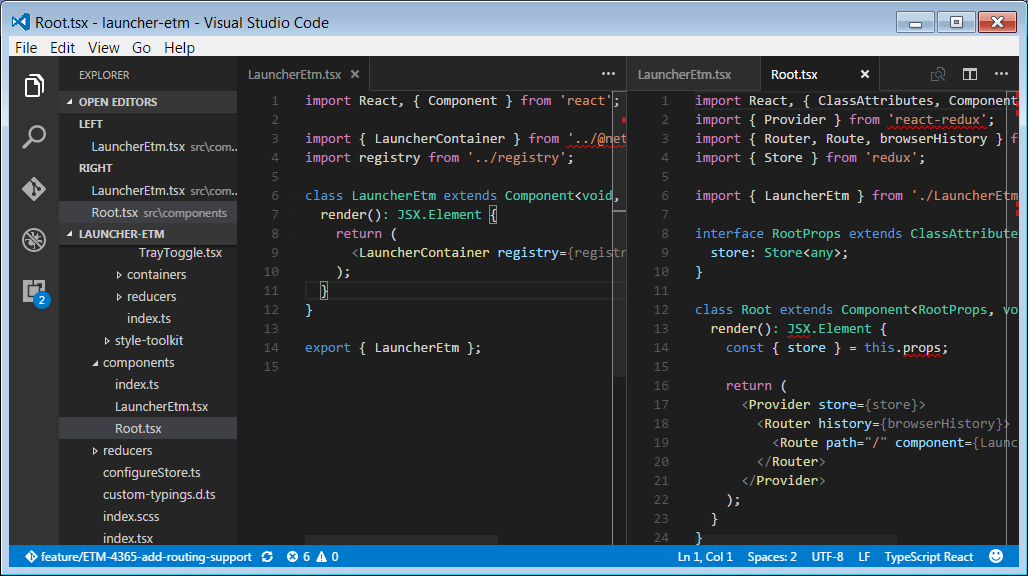 Root.tsx - launcher-etm - Visual Studio Code
File Edit View Go Help
EXPLORER
OPEN EDITORS
LEFT
LauncherEtm.tsx src\com...
RIGHT
LauncherEtm.tsx src\com...
Root.tsx src\components
LAUNCHER-ETM
TrayToggle.tsx
containers
reducers
index.ts
style-toolkit
components
index.ts
LauncherEtm.tsx
Root.tsx
reducers
configureStore.ts
custom-typings.d.ts
index.scss
index.tsx
2
LauncherEtm.tsx
1 import React, { Component } from 'react';
2
3 import { LauncherContainer } from '../@net
4 import registry from '../registry';
5
6 class LauncherEtm extends Component<void,
7 render(): JSX.Element {
8 return (
9 <LauncherContainer registry={registr
10 );
11 }
12 }
13
14 export { LauncherEtm };
15
LauncherEtm.tsx Root.tsx
1 import React, { ClassAttributes, Component
2 import { Provider } from 'react-redux';
3 import { Router, Route, browserHistory } f
4 import { Store } from 'redux';
5
6 import { LauncherEtm } from './LauncherEtm
7
8 interface RootProps extends ClassAttribute
9 store: Store<any>;
10 }
11
12 class Root extends Component<RootProps, vo
13 render(): JSX.Element {
14 const { store } = this.props;
15
16 return (
17 <Provider store={store}>
18 <Router history={browserHistory}>
19 <Route path="/" component={Launc
20 </Router>
21 </Provider>
22 );
23 }
24 }
feature/ETM-4365-add-routing-support 6 0 Ln 1, Col 1 Spaces: 2 UTF-8 LF TypeScript React